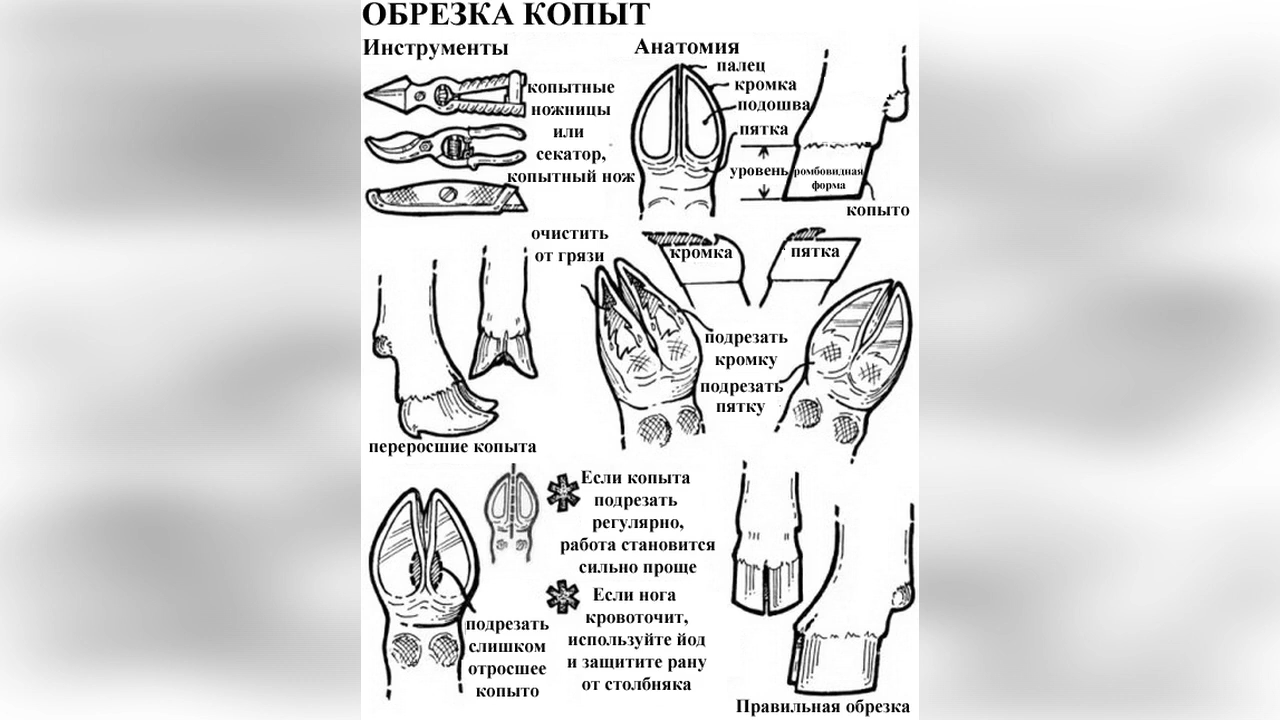 ОБРЕЗКА КОПЫТ
Инструменты
копытные
ножницы
или
секатор,
копытный нож
Анатомия
палец
кромка
подошва
пятка
уровень
ромбовидная
форма
копыто
очистить
от грязи
кромка
пятка
подрезать
кромку
подрезать
пятку
переросшие копыта
Если копыта
подрезать
регулярно,
работа становится
сильно проще
Если нога
кровоточит,
используйте йод
и защитите рану
от столбняка
подрезать
слишком
отросшее
копыто
Правильная обрезка